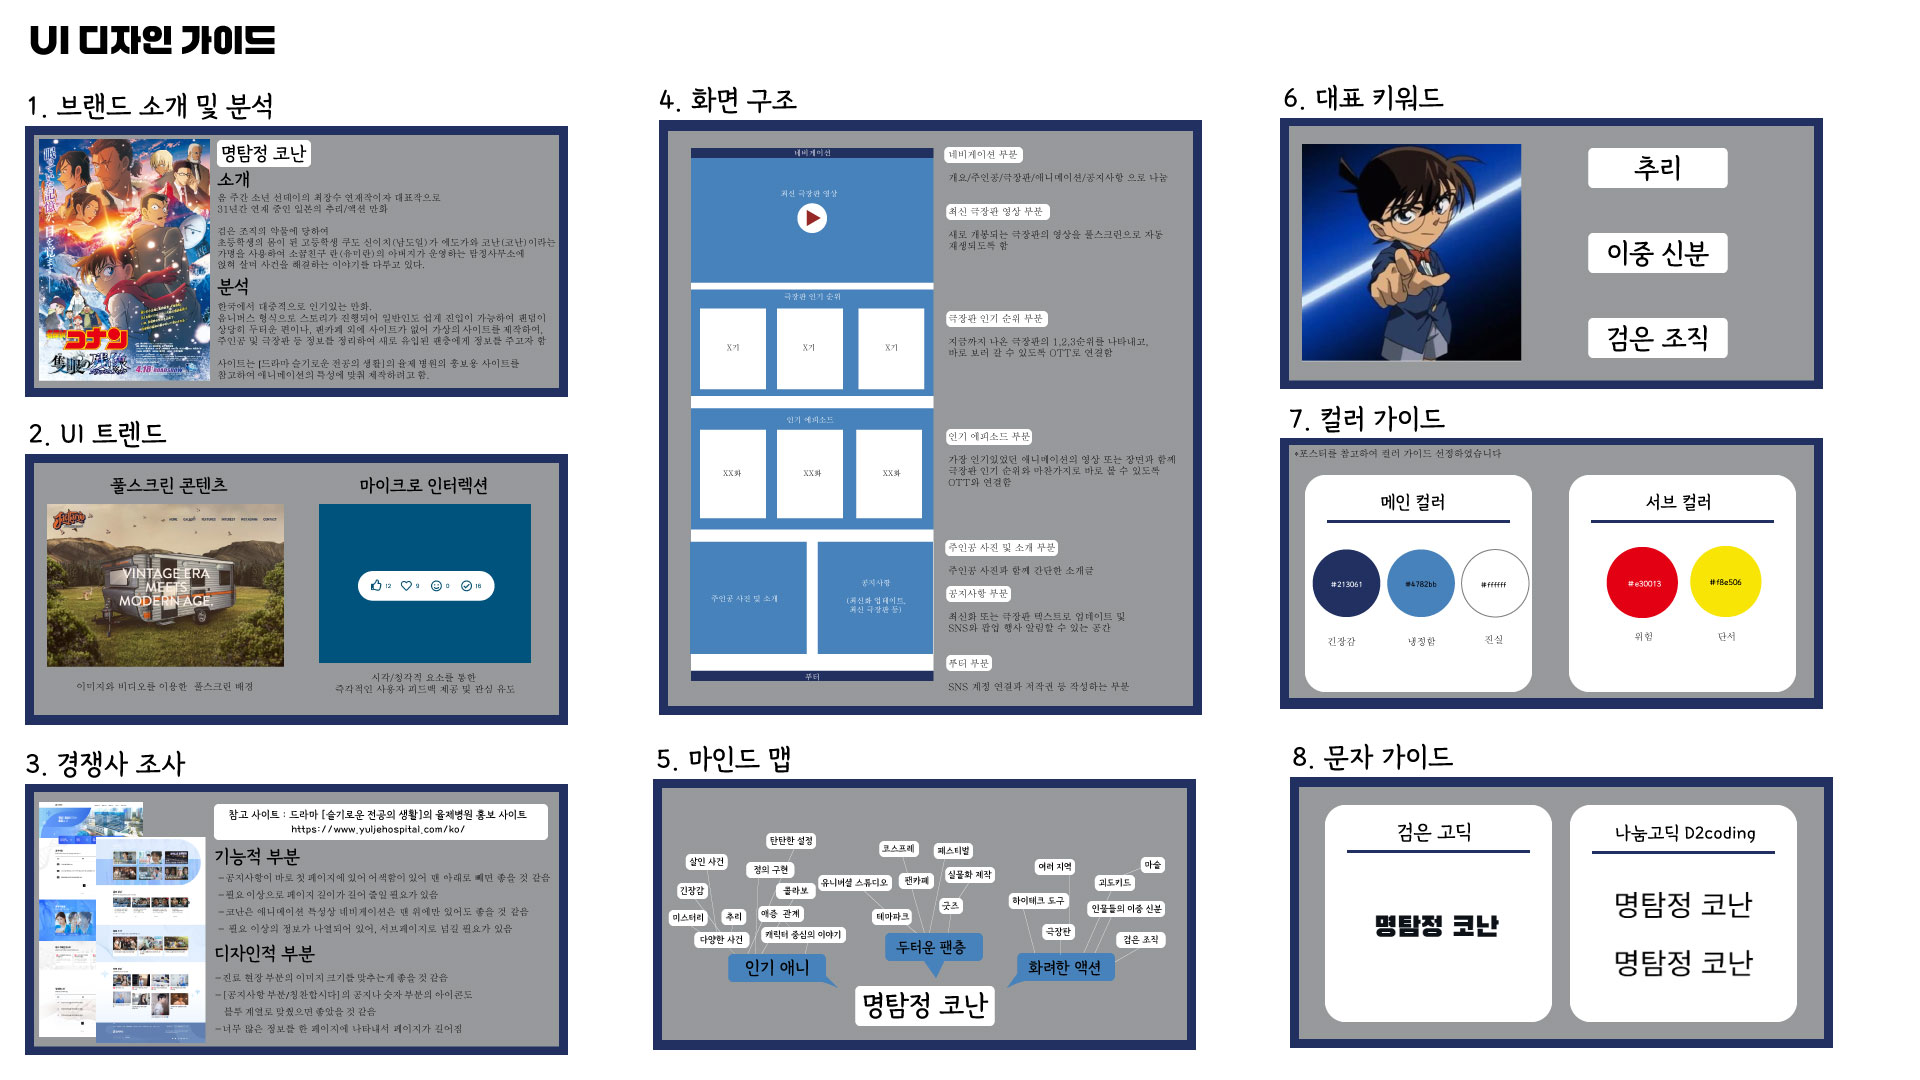 UI 디자인 가이드
1. 브랜드 소개 및 분석
명탐정 코난
소개
윱 주간 소년 선데이의 최장수 연재작이자 대표작으로
31년간 연재 중인 일본의 추리/액션 만화
검은 조직의 약물에 당하여
초등학생의 몸이 된 고등학생 쿠도 신이치(남도일)가 에도가와 코난(코난)이라는
가명을 사용하여 소꿉친구 란(유미란)의 아버지가 운영하는 탐정사무소에
얹혀 살며 사건을 해결하는 이야기를 다루고 있다.
분석
한국에서 대중적으로 인기있는 만화.
옴니버스 형식으로 스토리가 진행되어 일반인도 쉽게 진입이 가능하여 팬덤이
상당히 두터운 편이나, 팬카페 외에 사이트가 없어 가상의 사이트를 제작하여,
주인공 및 극장판 등 정보를 정리하여 새로 유입된 팬층에게 정보를 주고자 함
사이트는 [드라마 슬기로운 전공의 생활]의 율제 병원의 홍보용 사이트를
참고하여 애니메이션의 특성에 맞춰 제작하려고 함.
眠っていた記憶が、目を覚ます―
コナン
隻眼の残像
4.18
2. UI 트렌드
풀스크린 콘텐츠
마이크로 인터렉션
HOME GALLERY FEATURES INTEREST INSTAGRAM CONTACT
VINTAGE ERA
MEETS
MODERN AGE.
12 9 0 16
이미지와 비디오를 이용한 풀스크린 배경
시각/청각적 요소를 통한
즉각적인 사용자 피드백 제공 및 관심 유도
3. 경쟁사 조사
참고 사이트 : 드라마 [슬기로운 전공의 생활]의 율제병원 홍보 사이트
https://www.yuljehospital.com/ko/
기능적 부분
-공지사항이 바로 첫 페이지에 있어 어색함이 있어 맨 아래로 빼면 좋을 것 같음
-필요 이상으로 페이지 길이가 길어 줄일 필요가 있음
-코난은 애니메이션 특성상 네비게이션은 맨 위에만 있어도 좋을 것 같음
- 필요 이상의 정보가 나열되어 있어, 서브페이지로 넘길 필요가 있음
디자인적 부분
-진료 현장 부분의 이미지 크기를 맞추는게 좋을 것 같음
-[공지사항 부분/칭찬합시다]의 공지나 숫자 부분의 아이콘도
블루 계열로 맞췄으면 좋았을 것 같음
-너무 많은 정보를 한 페이지에 나타내서 페이지가 길어짐
4. 화면 구조
네비게이션
최신 극장판 영상
극장판 인기 순위
X기 X기 X기
인기 에피소드
XX화 XX화 XX화
주인공 사진 및 소개
공지사항
(최신화 업데이트,
최신 극장판 등)
푸터
네비게이션 부분
개요/주인공/극장판/애니메이션/공지사항 으로 나눔
최신 극장판 영상 부분
새로 개봉되는 극장판의 영상을 풀스크린으로 자동
재생되도록 함
극장판 인기 순위 부분
지금까지 나온 극장판의 1,2,3순위를 나타내고,
바로 보러 갈 수 있도록 OTT로 연결함
인기 에피소드 부분
가장 인기있었던 애니메이션의 영상 또는 장면과 함께
극장판 인기 순위와 마찬가지로 바로 볼 수 있도록
OTT와 연결함
주인공 사진 및 소개 부분
주인공 사진과 함께 간단한 소개글
공지사항 부분
최신화 또는 극장판 텍스트로 업데이트 및
SNS와 팝업 행사 알림할 수 있는 공간
푸터 부분
SNS 계정 연결과 저작권 등 작성하는 부분
5. 마인드 맵
살인 사건
탄탄한 설정
정의 구현
긴장감
콜라보
미스터리
추리
애증 관계
다양한 사건
캐릭터 중심의 이야기
인기 애니
코스프레
페스티벌
유니버셜 스튜디오
팬카페
실물화 제작
테마파크
굿즈
두터운 팬층
여러 지역
마술
괴도키드
하이테크 도구
인물들의 이중 신분
극장판
검은 조직
화려한 액션
명탐정 코난
6. 대표 키워드
추리
이중 신분
검은 조직
7. 컬러 가이드
*포스터를 참고하여 컬러 가이드 선정하였습니다
메인 컬러
#213061 #4782bb #ffffff
긴장감 냉정함 진실
서브 컬러
#e30013 #f8e506
위험 단서
8. 문자 가이드
검은 고딕
명탐정 코난
나눔고딕 D2coding
명탐정 코난
명탐정 코난